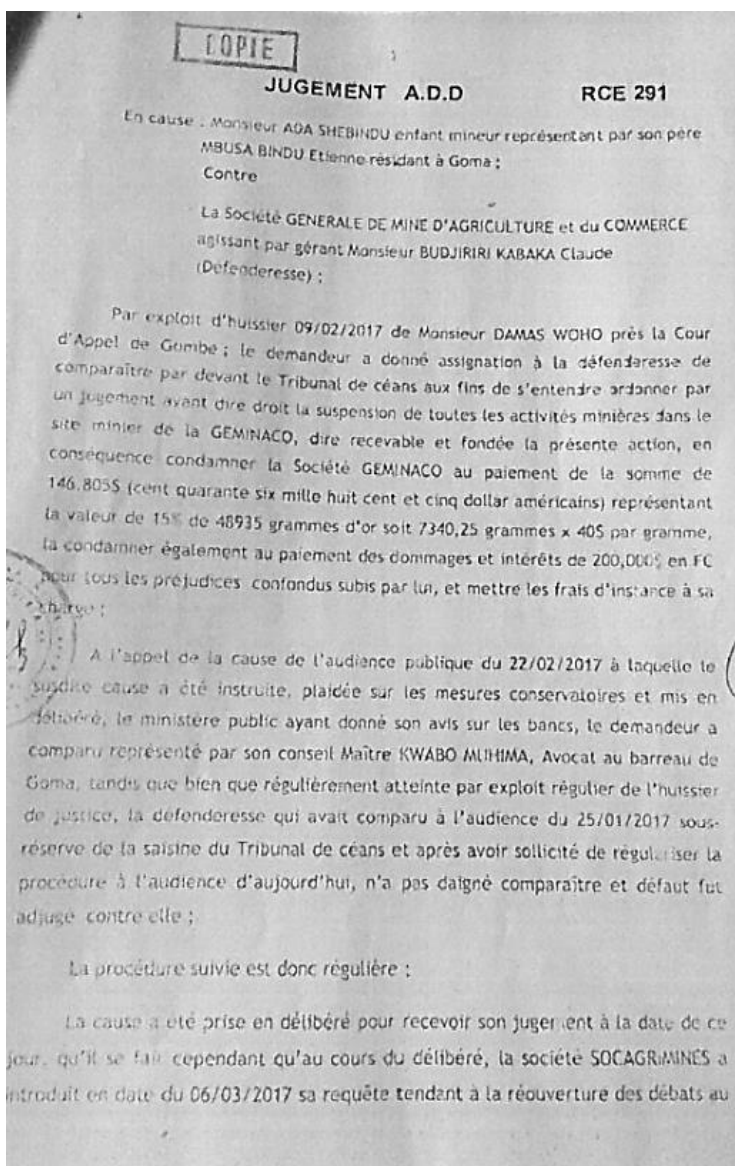 COPIE
JUGEMENT A.D.D RCE 291
En cause : Monsieur ADA SHEBINDU enfant mineur représentant par son père
MBUSA BINDU Etienne résidant à Goma ;
Contre
La Société GENERALE DE MINE D'AGRICULTURE et du COMMERCE
agissant par gérant Monsieur BUDJIRIRI KABAKA Claude
(Defenderesse) ;
Par exploit d'huissier 09/02/2017 de Monsieur DAMAS WOHO près la Cour
d'Appel de Gombe ; le demandeur a donné assignation à la défenderesse de
comparaître par devant le Tribunal de céans aux fins de s'entendre ordonner par
un jugement avant dire droit la suspension de toutes les activités minières dans le
site minier de la GEMINACO, dire recevable et fondée la présente action, en
conséquence condamner la Société GEMINACO au paiement de la somme de
146.805$ (cent quarante six mille huit cent et cinq dollar américains) représentant
la valeur de 15% de 48935 grammes d'or soit 7340,25 grammes x 40$ par gramme,
la condamner également au paiement des dommages et intérêts de 200,000$ en FC
pour tous les préjudices confondus subis par lui, et mettre les frais d'instance à sa
charge ;
A l'appel de la cause de l'audience publique du 22/02/2017 à laquelle le
susdite cause a été instruite, plaidée sur les mesures conservatoires et mis en
délibéré, le ministère public ayant donné son avis sur les bancs, le demandeur a
comparu représenté par son conseil Maître KWABO MUHIMA, Avocat au barreau de
Goma, tandis que bien que régulièrement atteinte par exploit régulier de l'huissier
de justice, la défenderesse qui avait comparu à l'audience du 25/01/2017 sous-
réserve de la saisine du Tribunal de céans et après avoir sollicité de régulariser la
procédure à l'audience d'aujourd'hui, n'a pas daigné comparaître et défaut fut
adjugé contre elle ;
La procédure suivie est donc régulière ;
La cause a été prise en délibéré pour recevoir son jugement à la date de ce
jour, qu'il se fait cependant qu'au cours du délibéré, la société SOCAGRIMINES a
introduit en date du 06/03/2017 sa requête tendant à la réouverture des débats au